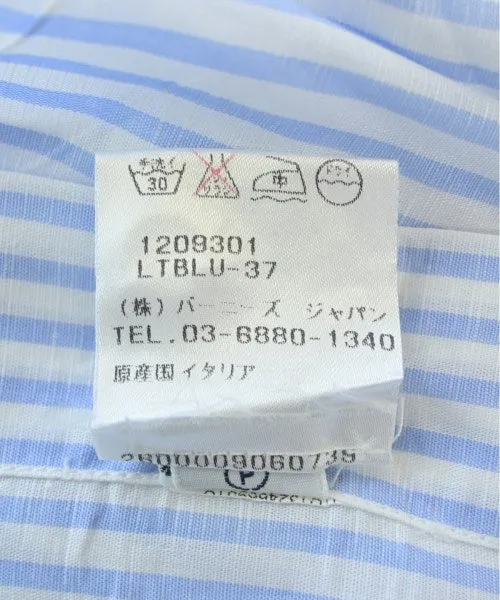 手洗イ 30 中 ドライ
1209301
LTBLU-37
(株)バーニーズ ジャパン
TEL.03-6880-1340
原産国イタリア
2800009060739
P